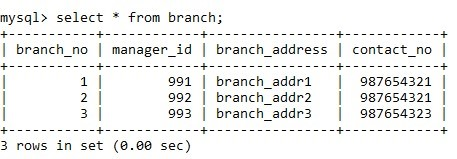 mysql> select * from branch;
+-----------+------------+----------------+------------+
| branch_no | manager_id | branch_address | contact_no |
+-----------+------------+----------------+------------+
| 1 | 991 | branch_addr1 | 987654321 |
| 2 | 992 | branch_addr2 | 987654321 |
| 3 | 993 | branch_addr3 | 987654323 |
+-----------+------------+----------------+------------+
3 rows in set (0.00 sec)